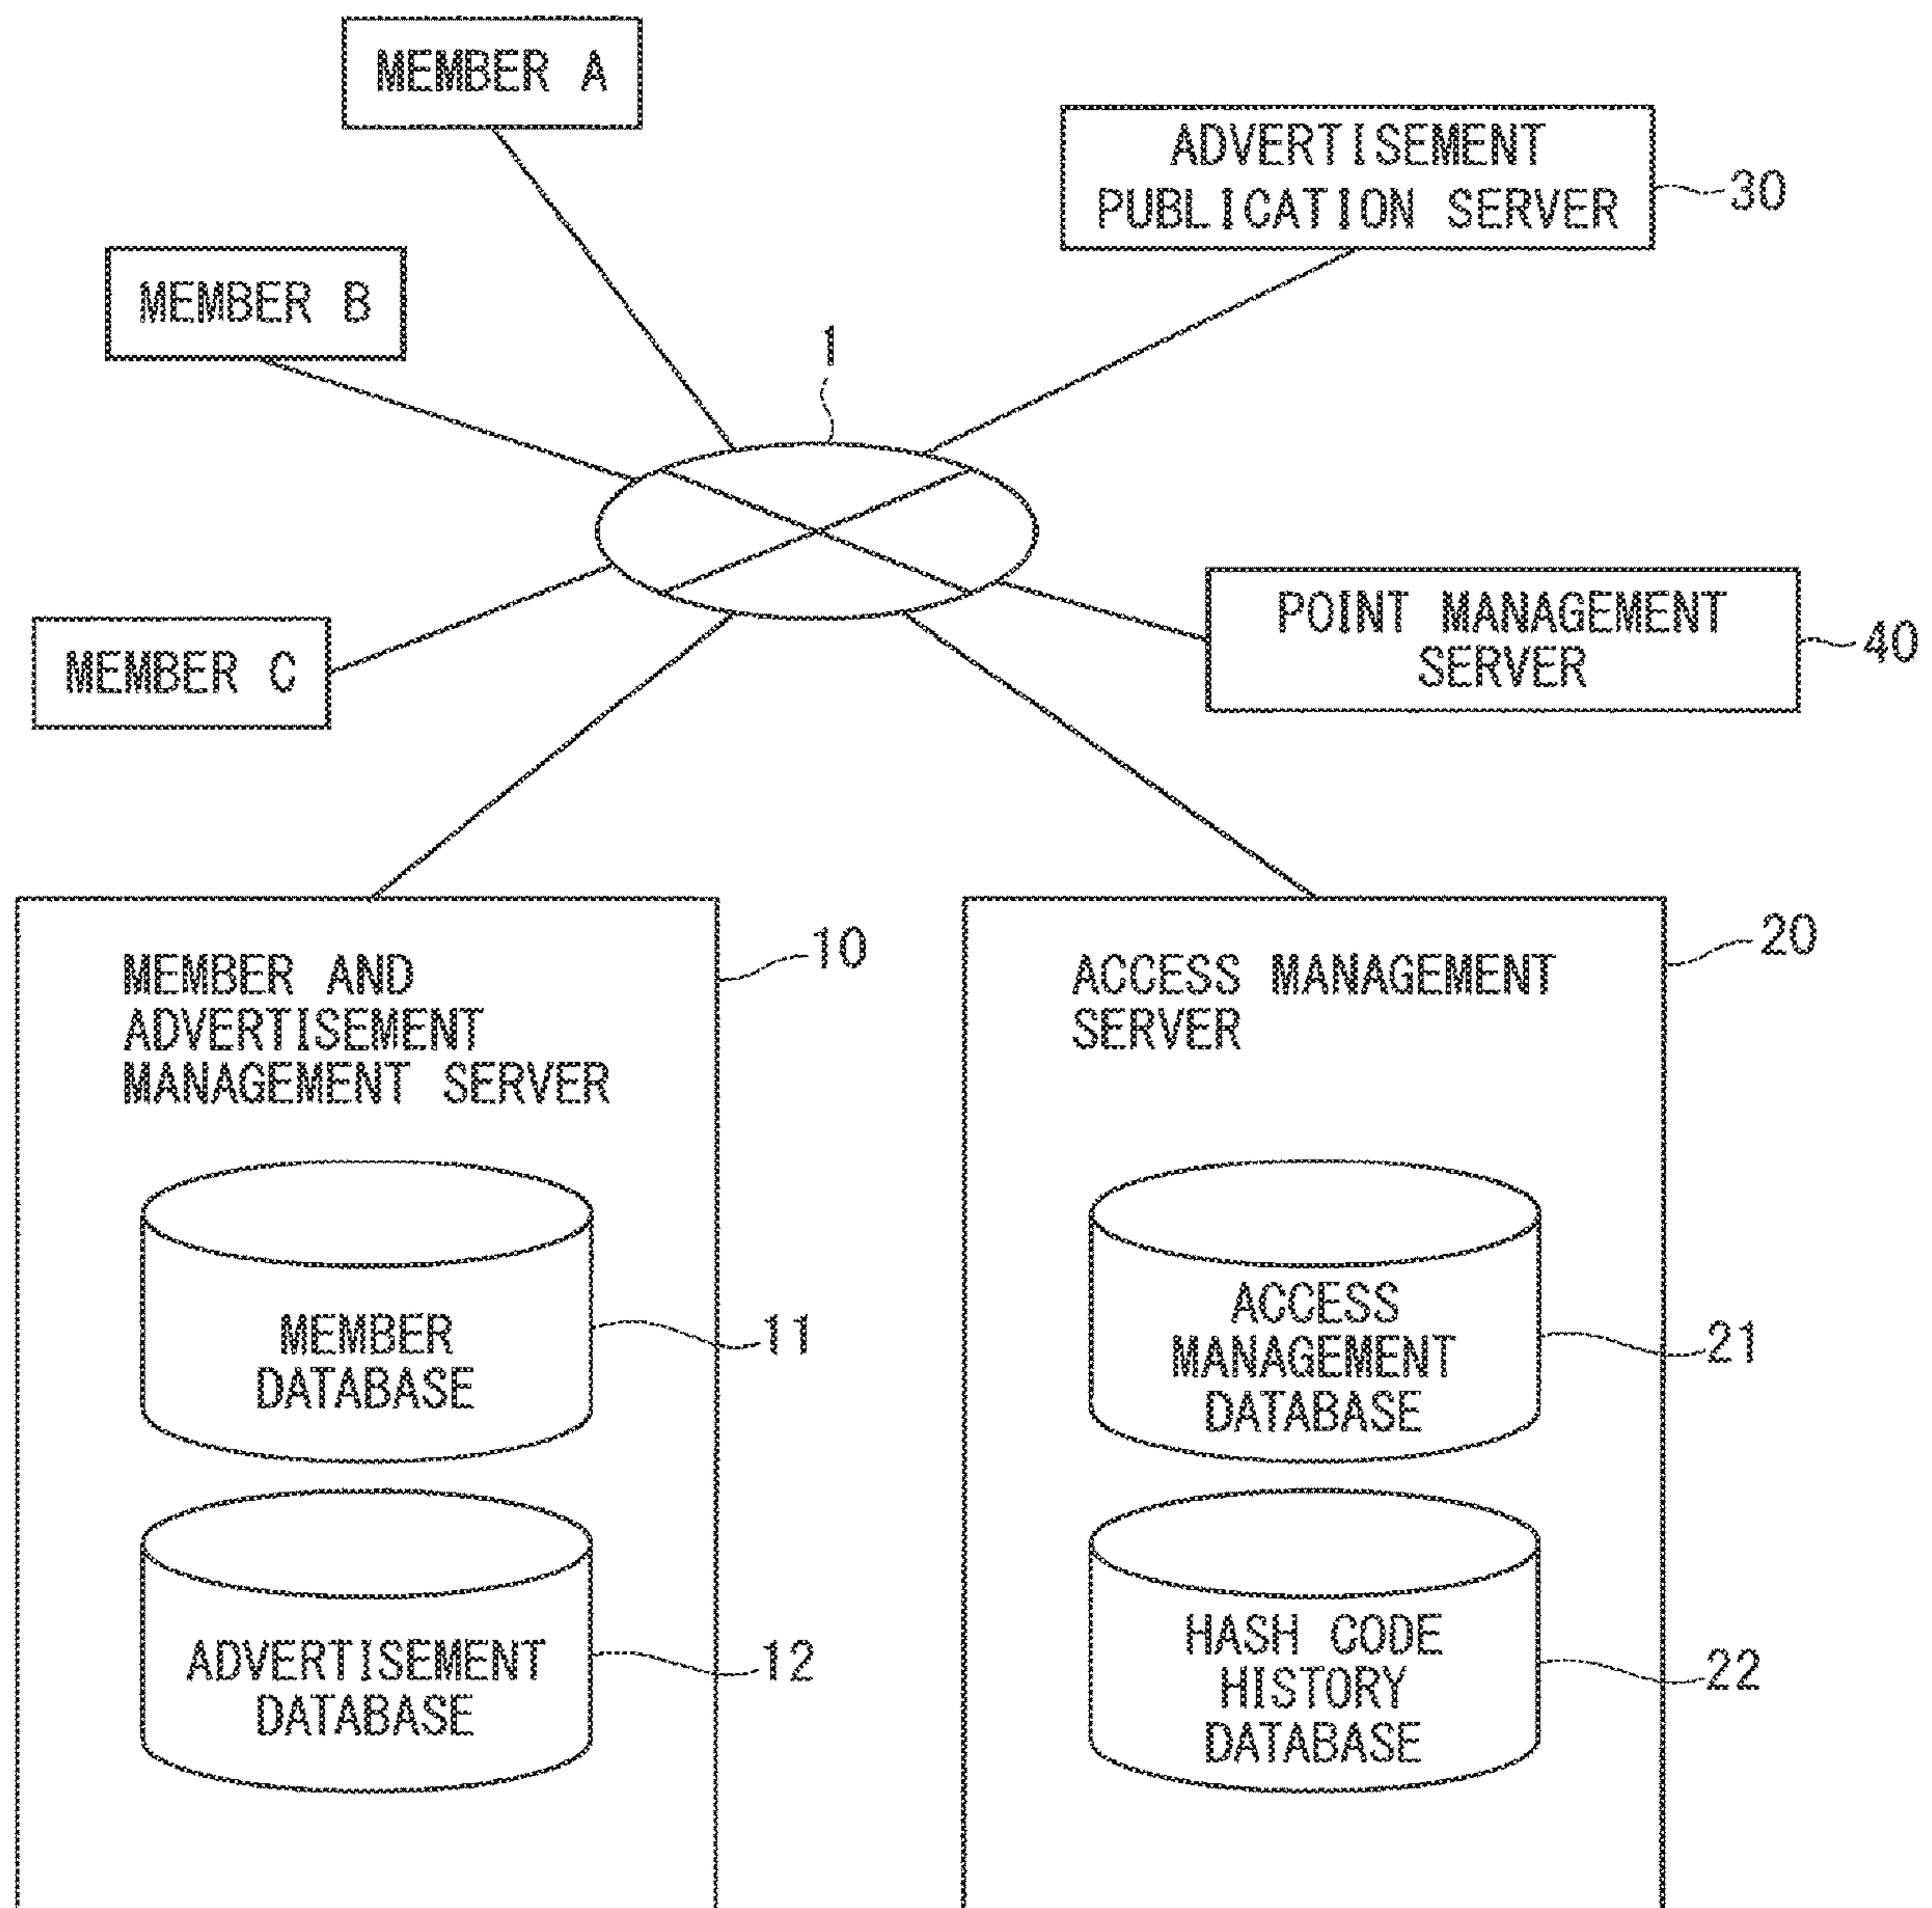 MEMBER A
ADVERTISEMENT
PUBLICATION SERVER
30
MEMBER B
1
POINT MANAGEMENT
SERVER
40
MEMBER C
10
MEMBER AND
ADVERTISEMENT
MANAGEMENT SERVER
20
ACCESS MANAGEMENT
SERVER
MEMBER
DATABASE
11
ACCESS
MANAGEMENT
DATABASE
21
ADVERTISEMENT
DATABASE
12
HASH CODE
HISTORY
DATABASE
22